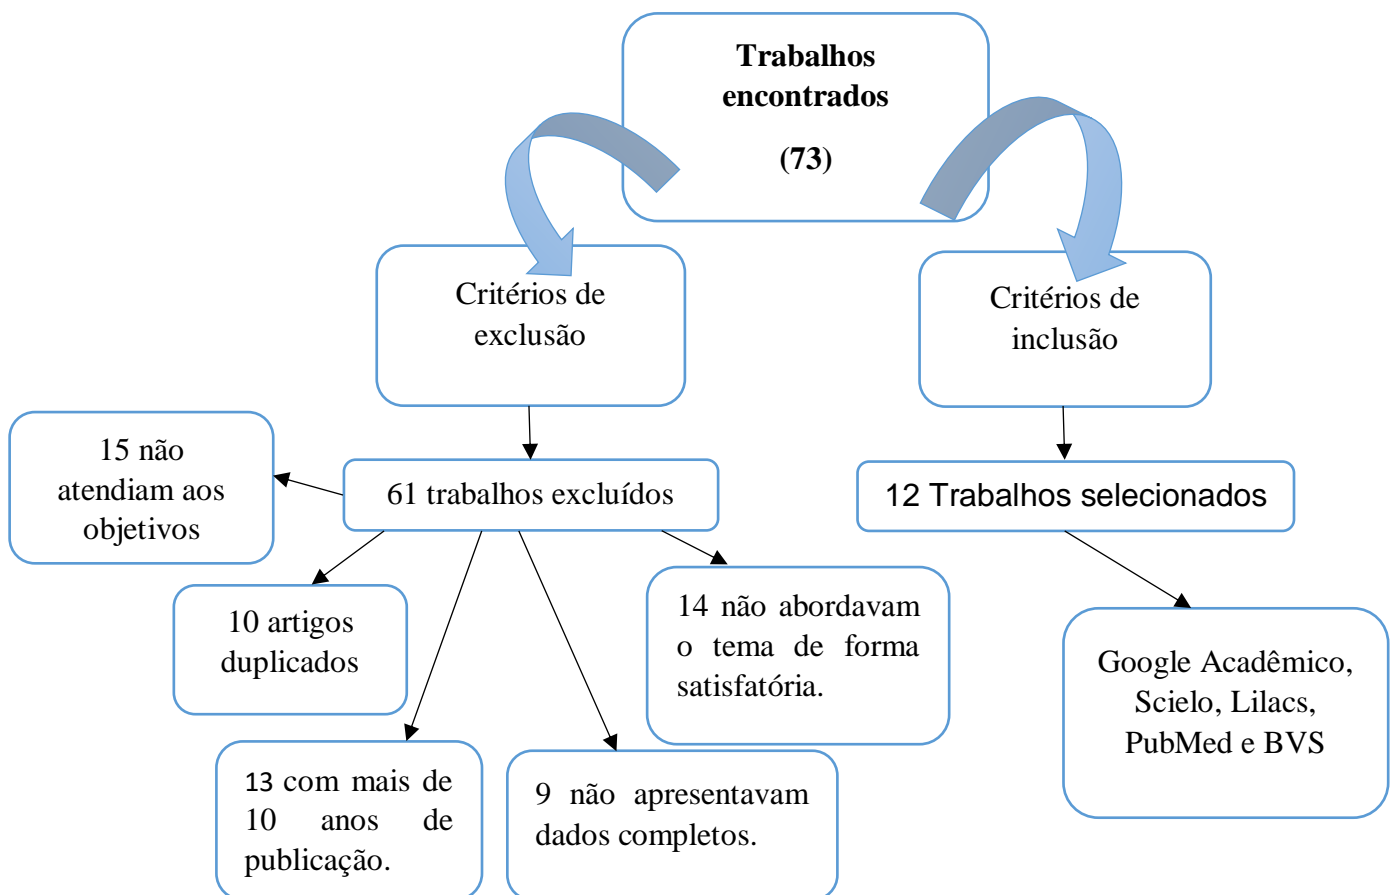 Trabalhos
encontrados
(73)
Critérios de
exclusão
Critérios de
inclusão
15 não
atendiam aos
objetivos
61 trabalhos excluídos
12 Trabalhos selecionados
10 artigos
duplicados
14 não abordavam
o tema de forma
satisfatória.
Google Acadêmico,
Scielo, Lilacs,
PubMed e BVS
13 com mais de
10 anos de
publicação.
9 não apresentavam
dados completos.